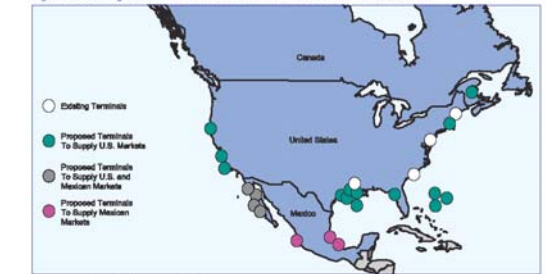 Canada
Existing Terminals
Proposed Terminals
To Supply U.S. Markets
United States
Proposed Terminals
To Supply U.S. and
Mexican Markets
Proposed Terminals
To Supply Mexican
Markets
Mexico